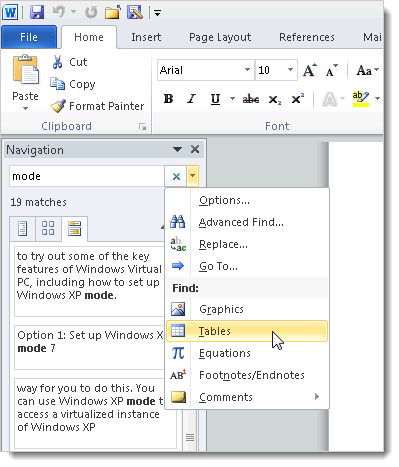 W
File Home Insert Page Layout References Mai
Cut
Copy
Format Painter
Paste
Clipboard
Arial 10 A A Aa
B I U abc x₂ x² A ab
Font
Navigation
mode
19 matches
Options...
Advanced Find...
Replace...
Go To...
Find:
Graphics
Tables
Equations
Footnotes/Endnotes
Comments
to try out some of the key
features of Windows Virtual
PC, including how to set up
Windows XP mode.
Option 1: Set up Windows X
mode 7
way for you to do this. You
can use Windows XP mode t
access a virtualized instance
of Windows XP